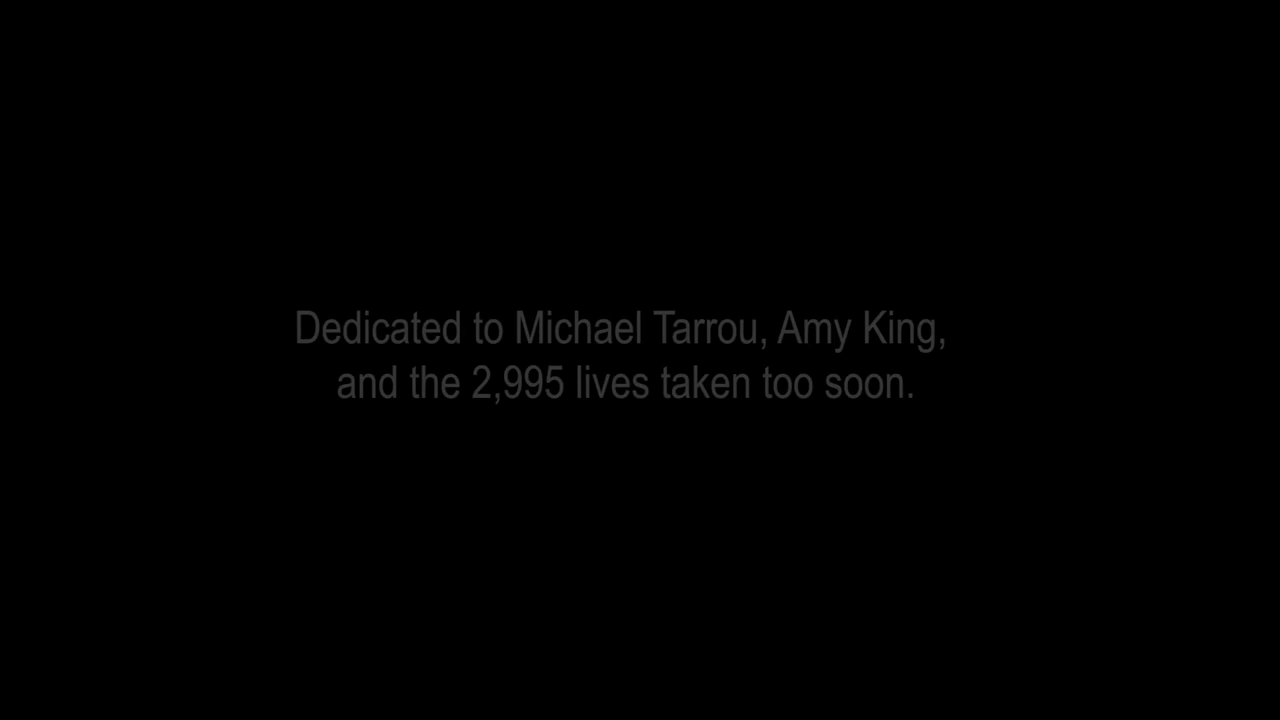 Dedicated to Michael Tarrou, Amy King,
and the 2,995 lives taken too soon.